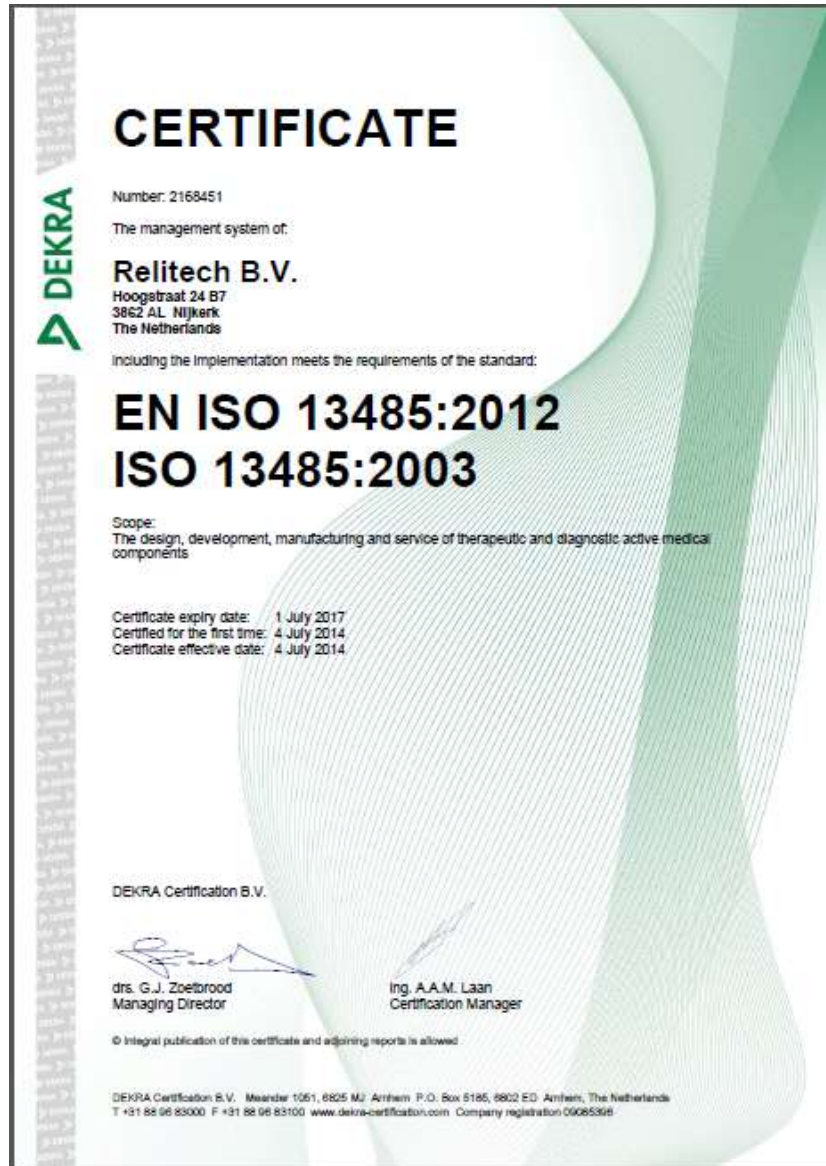 CERTIFICATE
Number: 2168451
The management system of:
DEKRA
Relitech B.V.
Hoogstraat 24 B7
3862 AL Nijkerk
The Netherlands
including the implementation meets the requirements of the standard:
EN ISO 13485:2012
ISO 13485:2003
Scope:
The design, development, manufacturing and service of therapeutic and diagnostic active medical
components
Certificate expiry date: 1 July 2017
Certified for the first time: 4 July 2014
Certificate effective date: 4 July 2014
DEKRA Certification B.V.
drs. G.J. Zoetbrood
Managing Director
ing. A.A.M. Laan
Certification Manager
© Integral publication of this certificate and adjoining reports is allowed
DEKRA Certification B.V. Meander 1051, 6825 MJ Arnhem P.O. Box 5185, 6802 ED Arnhem, The Netherlands
T +31 88 96 83000 F +31 88 96 83100 www.dekra-certification.com Company registration 09085396